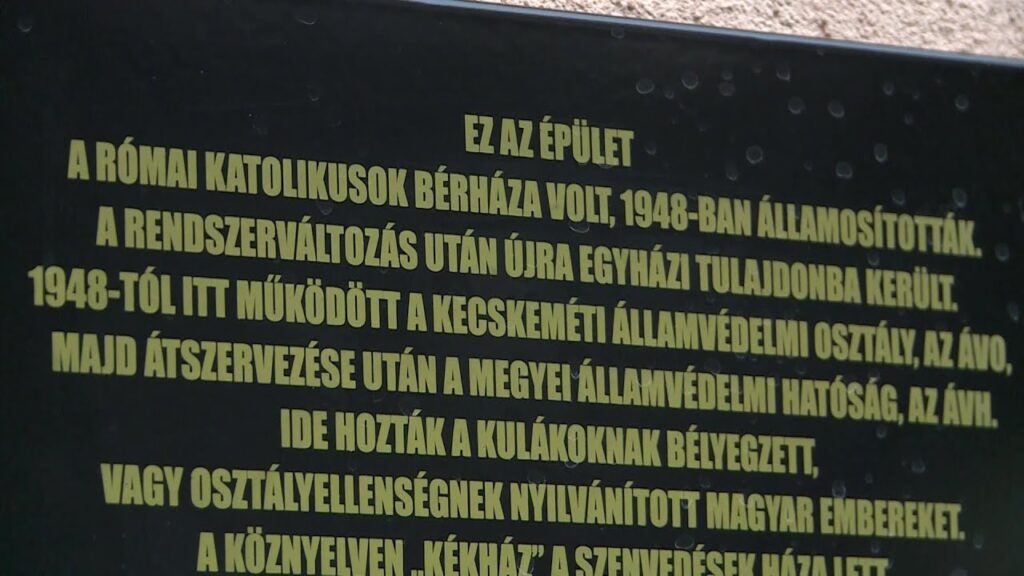 EZ AZ ÉPÜLET
A RÓMAI KATOLIKUSOK BÉRHÁZA VOLT, 1948-BAN ÁLLAMOSÍTOTTÁK.
A RENDSZERVÁLTOZÁS UTÁN ÚJRA EGYHÁZI TULAJDONBA KERÜLT.
1948-TÓL ITT MŰKÖDÖTT A KECSKEMÉTI ÁLLAMVÉDELMI OSZTÁLY, AZ ÁVO,
MAJD ÁTSZERVEZÉSE UTÁN A MEGYEI ÁLLAMVÉDELMI HATÓSÁG, AZ ÁVH.
IDE HOZTÁK A KULÁKOKNAK BÉLYEGZETT,
VAGY OSZTÁLYELLENSÉGNEK NYILVÁNÍTOTT MAGYAR EMBEREKET.
A KÖZNYELVEN „KÉKHÁZ” A SZENVEDÉSEK HÁZA LETT